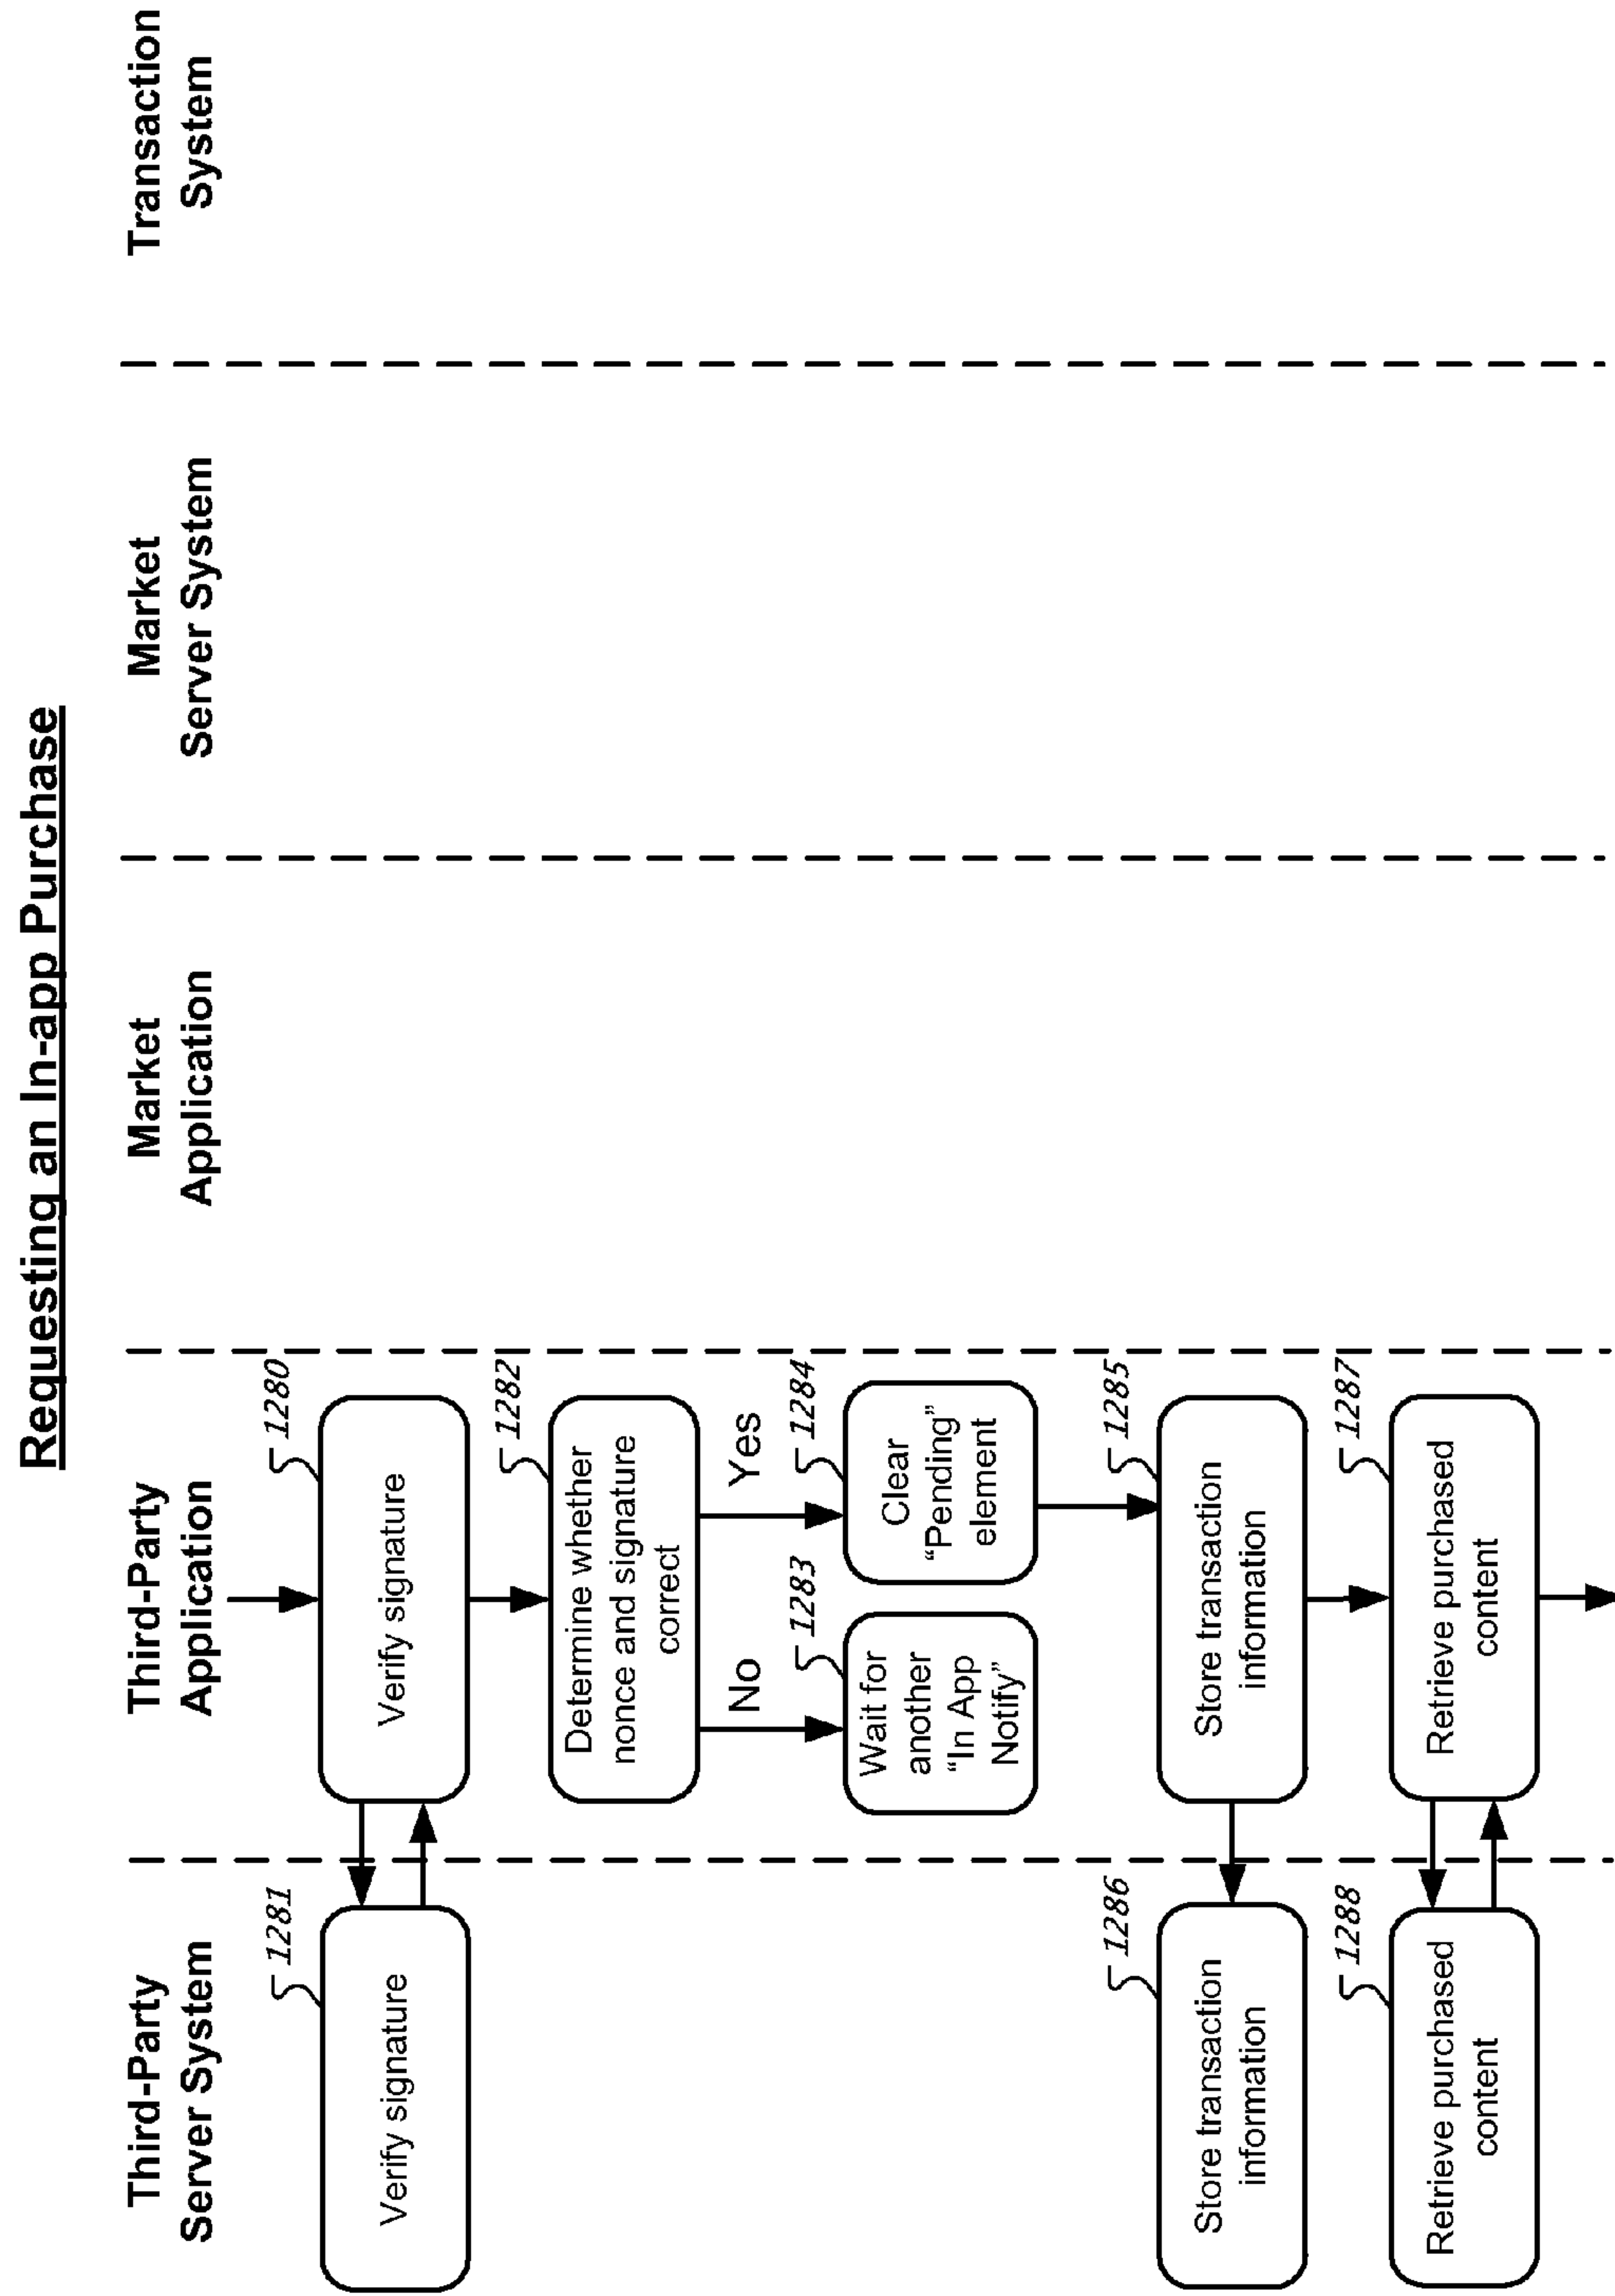 Requesting an In-app Purchase
Third-Party
Server System
Third-Party
Application
Market
Application
Market
Server System
Transaction
System
1281
Verify signature
1280
Verify signature
1282
Determine whether
nonce and signature
correct
No
Yes
1283
Wait for
another
“In App
Notify”
1284
Clear
“Pending”
element
1286
Store transaction
information
1285
Store transaction
information
1288
Retrieve purchased
content
1287
Retrieve purchased
content